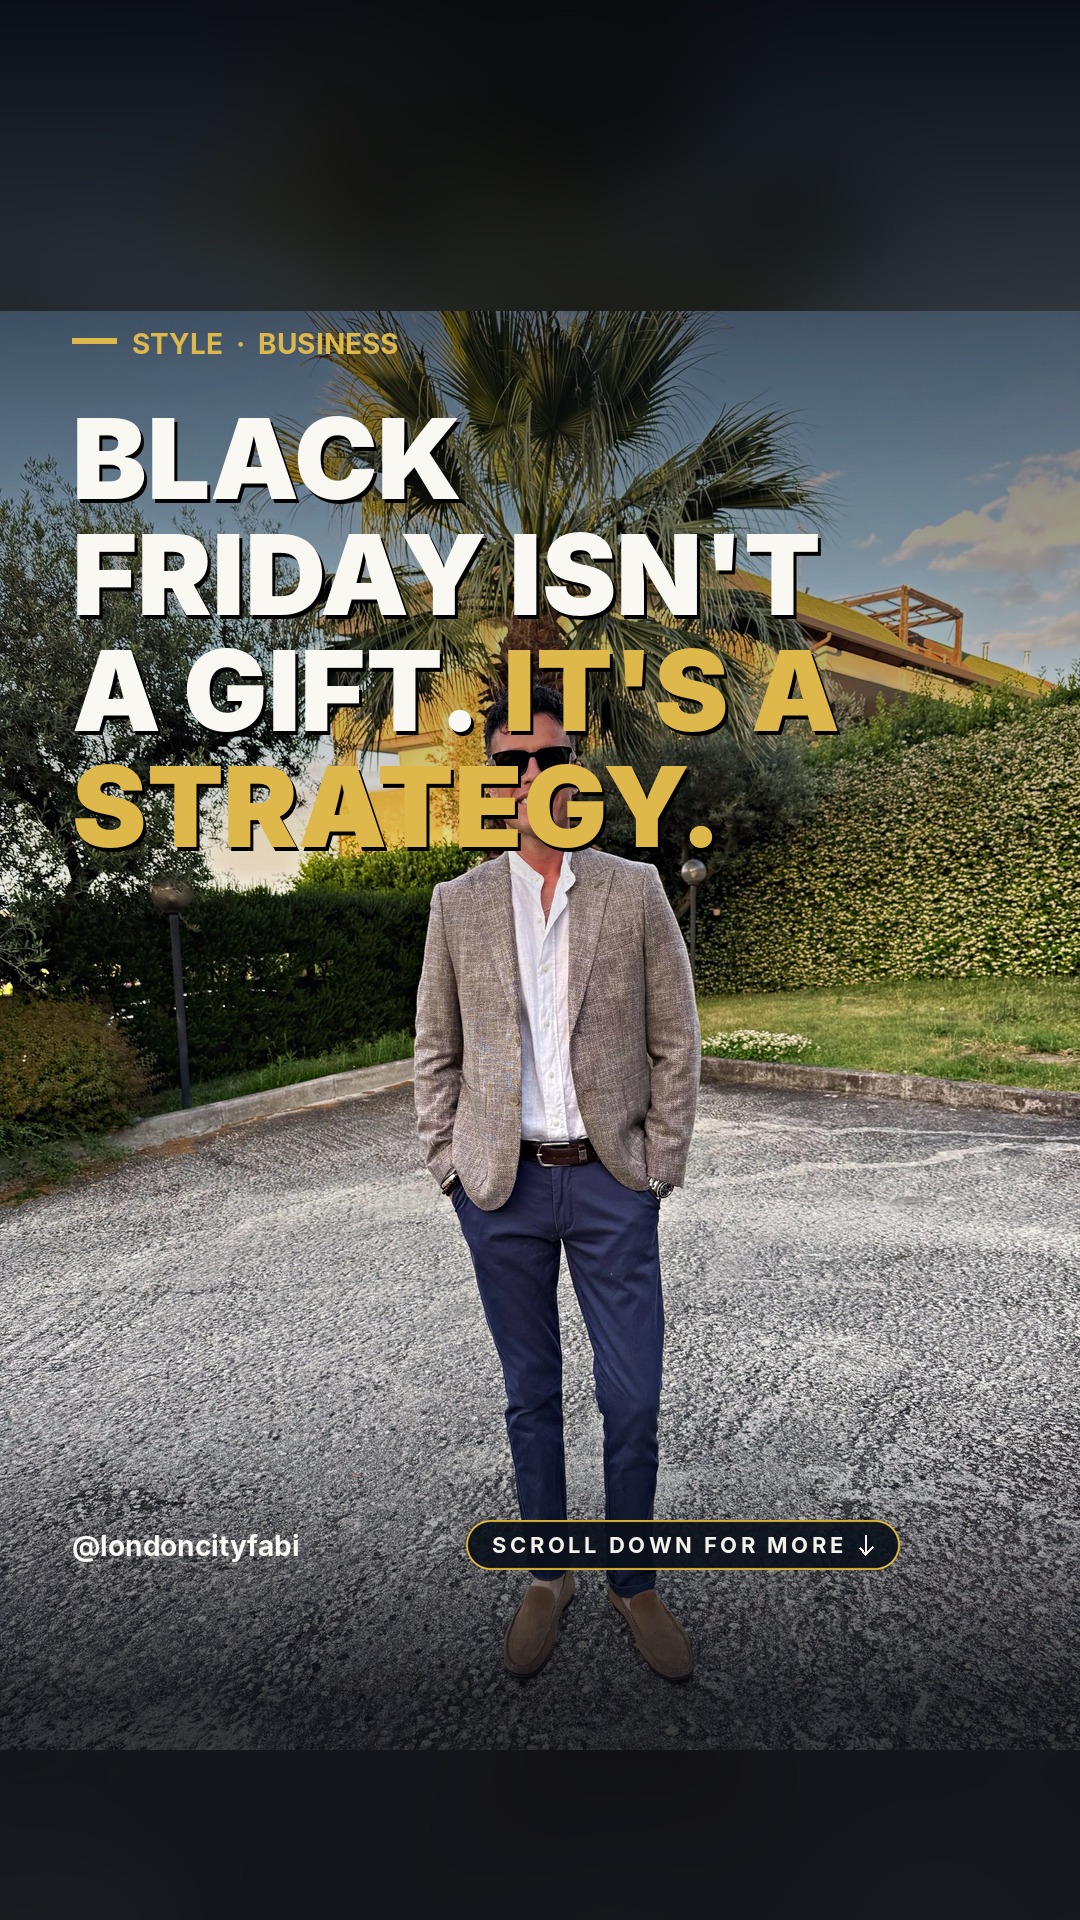 STYLE · BUSINESS
BLACK
FRIDAY ISN'T
A GIFT. IT'S A
STRATEGY.
@londoncityfabi
SCROLL DOWN FOR MORE ↓